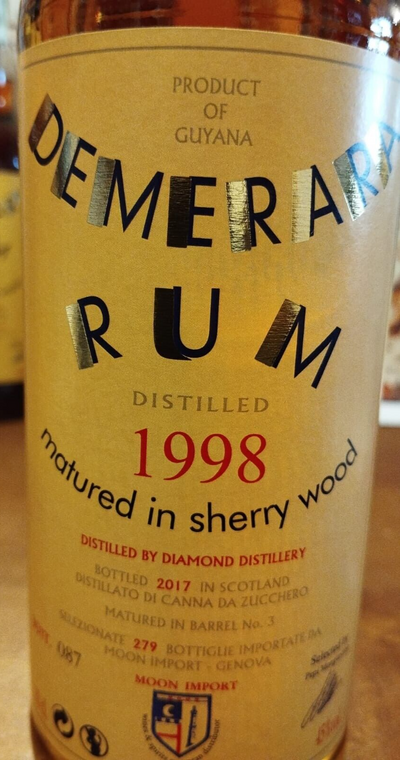 PRODUCT
OF
GUYANA
DEMERARA
RUM
DISTILLED
1998
matured in sherry wood
DISTILLED BY DIAMOND DISTILLERY
BOTTLED 2017 IN SCOTLAND
DISTILLATO DI CANNA DA ZUCCHERO
MATURED IN BARREL No. 3
SELEZIONATE 279 BOTTIGLIE IMPORTATE DA
MOON IMPORT - GENOVA
087
MOON IMPORT
Selected by